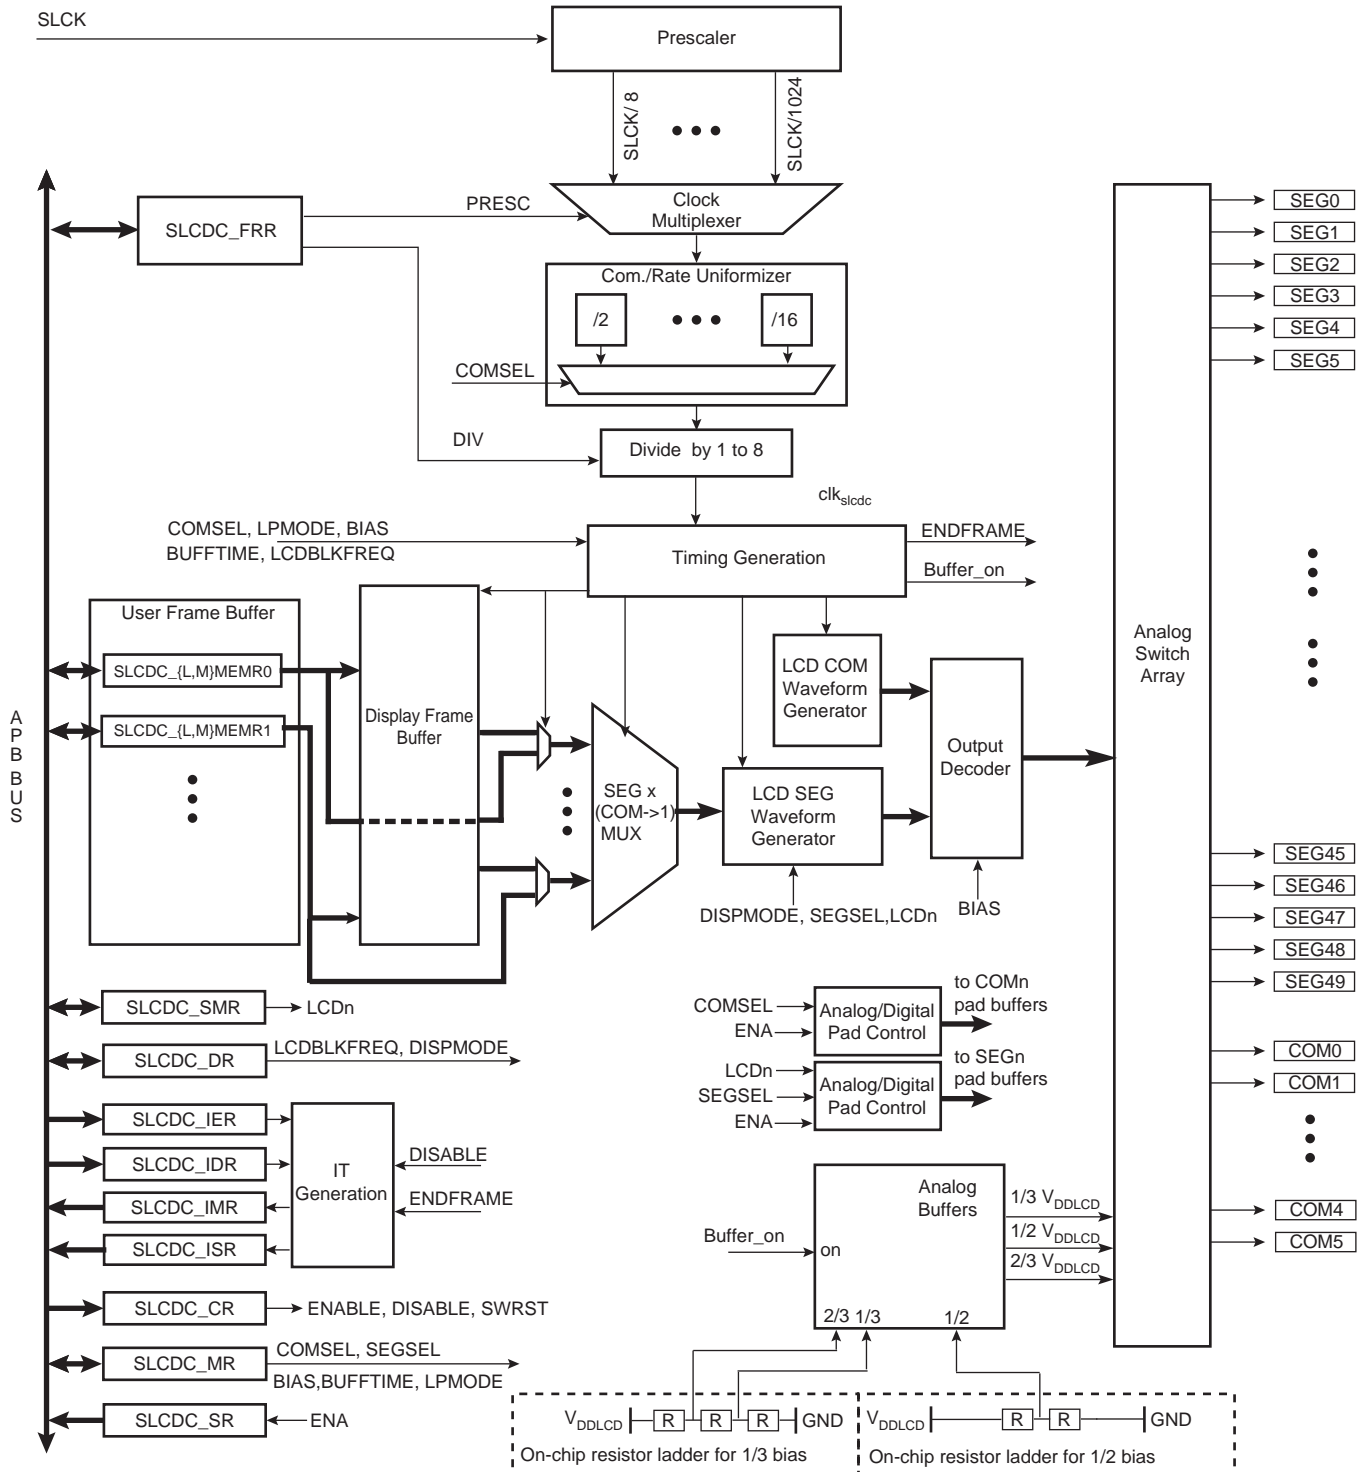 SLCK
Prescaler
SLCK/ 8
SLCK/1024
PRESC
Clock
Multiplexer
SLCDC_FRR
Com./Rate Uniformizer
/2
/16
COMSEL
DIV
Divide by 1 to 8
clkslcdc
COMSEL, LPMODE, BIAS
BUFFTIME, LCDBLKFREQ
Timing Generation
ENDFRAME
Buffer_on
User Frame Buffer
SLCDC_{L,M}MEMR0
SLCDC_{L,M}MEMR1
Display Frame
Buffer
SEG x
(COM->1)
MUX
LCD COM
Waveform
Generator
LCD SEG
Waveform
Generator
Output
Decoder
DISPMODE, SEGSEL,LCDn
BIAS
Analog
Switch
Array
APB BUS
SEG0
SEG1
SEG2
SEG3
SEG4
SEG5
SEG45
SEG46
SEG47
SEG48
SEG49
COM0
COM1
COM4
COM5
SLCDC_SMR
LCDn
SLCDC_DR
LCDBLKFREQ, DISPMODE
SLCDC_IER
SLCDC_IDR
SLCDC_IMR
SLCDC_ISR
IT
Generation
DISABLE
ENDFRAME
SLCDC_CR
ENABLE, DISABLE, SWRST
SLCDC_MR
COMSEL, SEGSEL
BIAS,BUFFTIME, LPMODE
SLCDC_SR
ENA
COMSEL
ENA
Analog/Digital
Pad Control
to COMn
pad buffers
LCDn
SEGSEL
ENA
Analog/Digital
Pad Control
to SEGn
pad buffers
Buffer_on
on
Analog
Buffers
2/3 1/3
1/2
1/3 VDDLCD
1/2 VDDLCD
2/3 VDDLCD
VDDLCD
R
R
R
GND
On-chip resistor ladder for 1/3 bias
VDDLCD
R
R
GND
On-chip resistor ladder for 1/2 bias